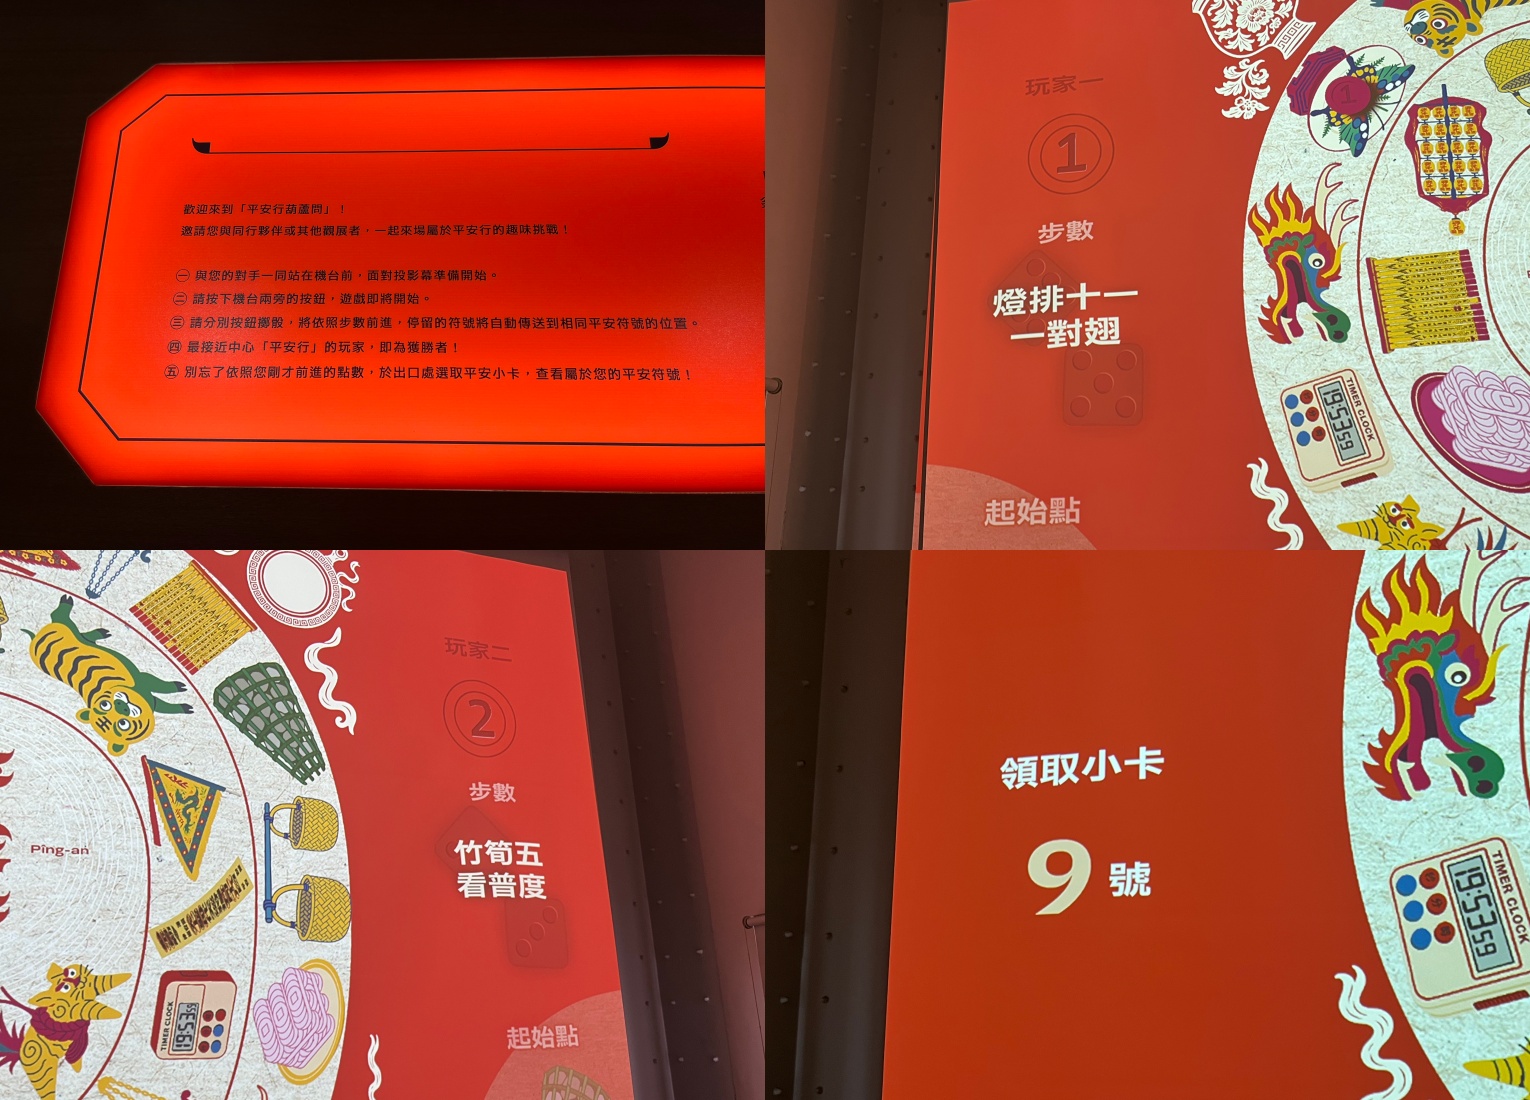 歡迎來到「平安行葫蘆問」！
邀請您與同行夥伴或其他觀展者，一起來場屬於平安行的趣味挑戰！
㊀ 與您的對手一同站在機台前，面對投影幕準備開始。
㊁ 請按下機台兩旁的按鈕，遊戲即將開始。
㊂ 請分別按鈕擲骰，將依照步數前進，停留的符號將自動傳送到相同平安符號的位置。
㊃ 最接近中心「平安行」的玩家，即為獲勝者！
㊄ 別忘了依照您剛才前進的點數，於出口處選取平安小卡，查看屬於您的平安符號！
玩家一
1
步數
燈排十一
一對翅
起始點
1
TIMER CLOCK
19:53:59
玩家二
2
步數
竹筍五
看普度
起始點
Pîng-an
TIMER CLOCK
19:53:59
領取小卡
9 號
TIMER CLOCK
19:53:59